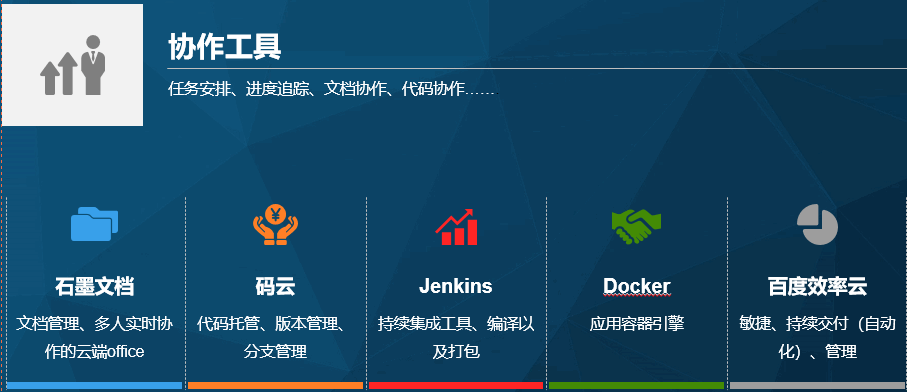 协作工具
任务安排、进度追踪、文档协作、代码协作……
石墨文档
文档管理、多人实时协
作的云端office
码云
代码托管、版本管理、
分支管理
Jenkins
持续集成工具、编译以
及打包
Docker
应用容器引擎
百度效率云
敏捷、持续交付（自动
化）、管理